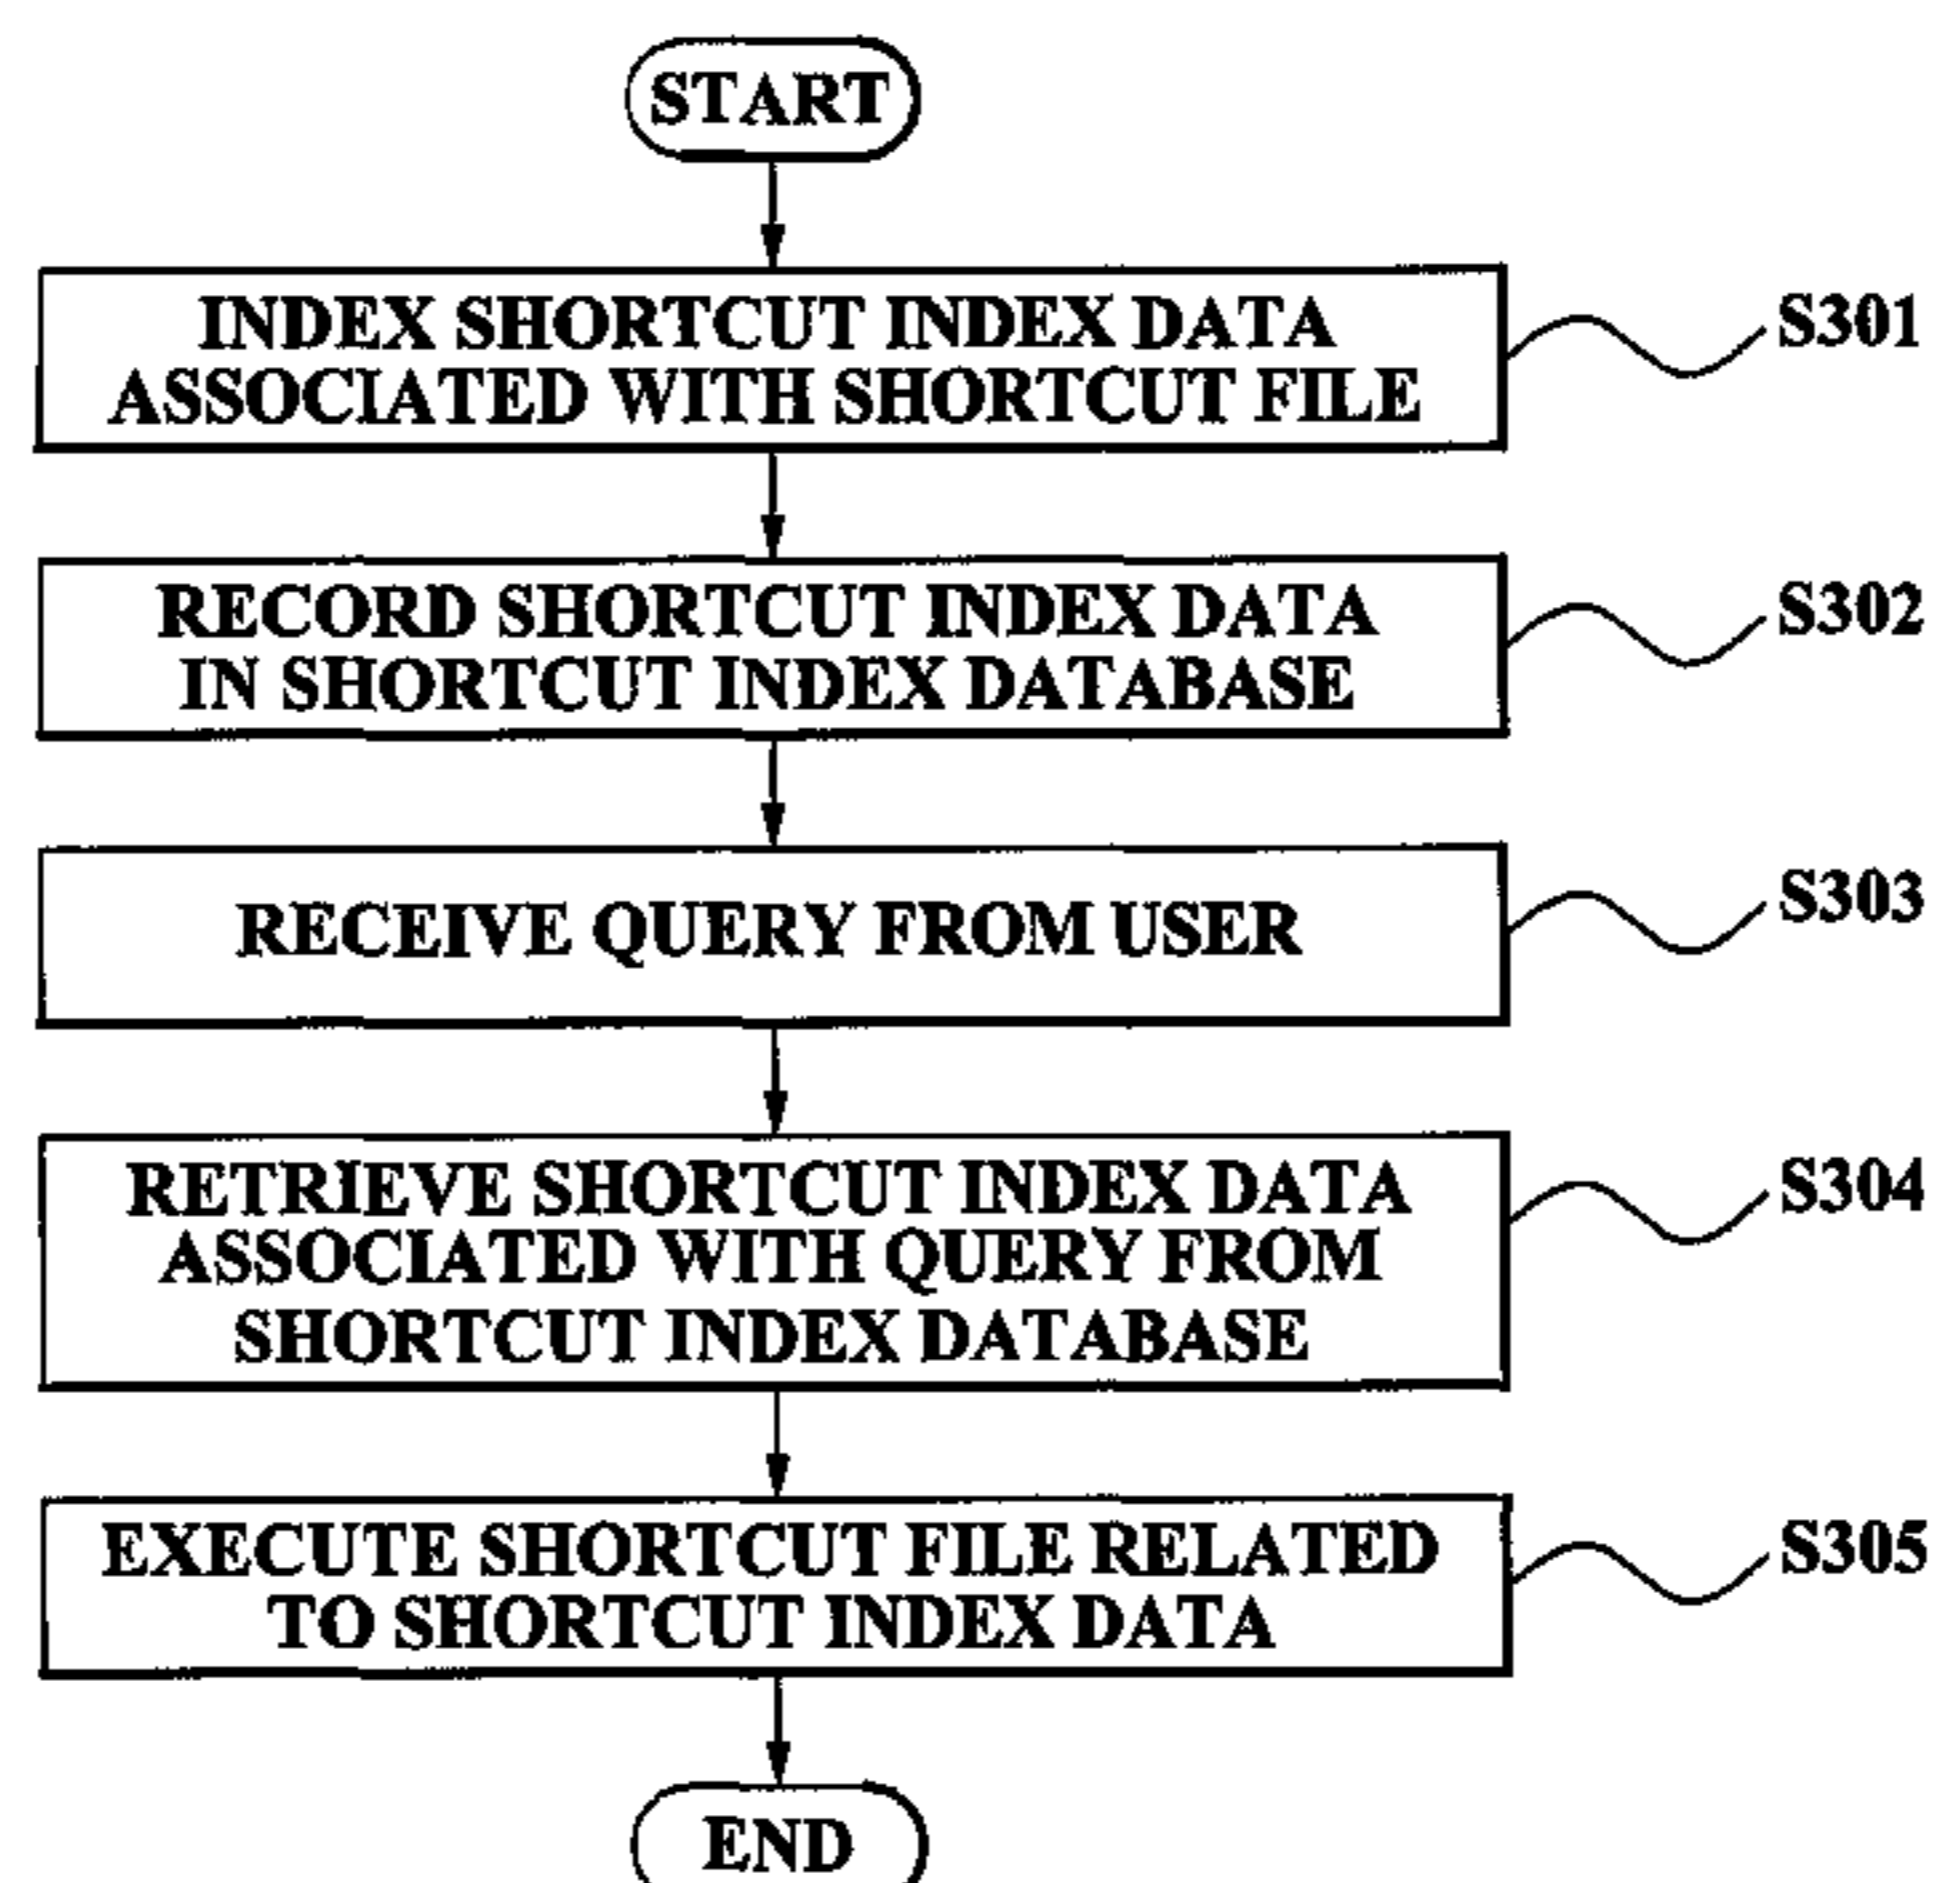 START
INDEX SHORTCUT INDEX DATA
ASSOCIATED WITH SHORTCUT FILE
S301
RECORD SHORTCUT INDEX DATA
IN SHORTCUT INDEX DATABASE
S302
RECEIVE QUERY FROM USER
S303
RETRIEVE SHORTCUT INDEX DATA
ASSOCIATED WITH QUERY FROM
SHORTCUT INDEX DATABASE
S304
EXECUTE SHORTCUT FILE RELATED
TO SHORTCUT INDEX DATA
S305
END